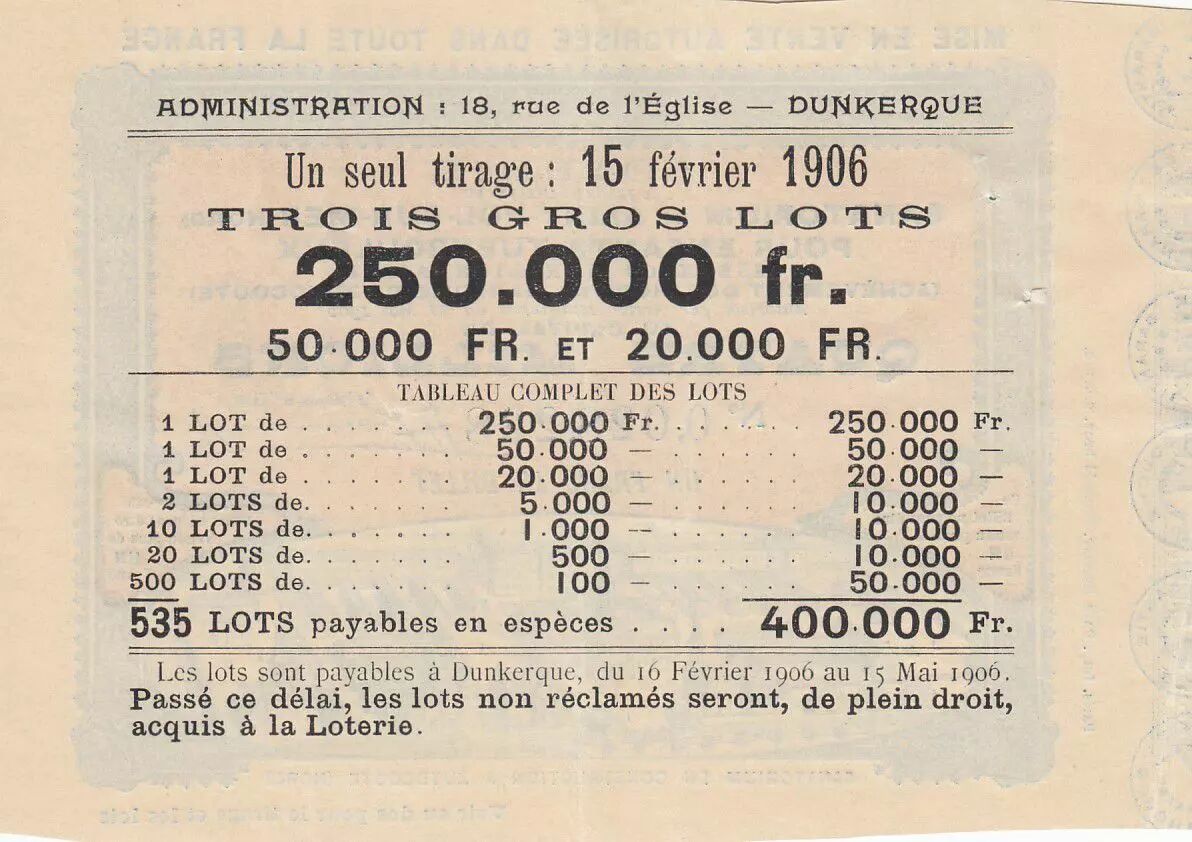 ADMINISTRATION : 18, rue de l'Église — DUNKERQUE
Un seul tirage : 15 février 1906
TROIS GROS LOTS
250.000 fr.
50.000 FR. ET 20.000 FR.
TABLEAU COMPLET DES LOTS
1 LOT de . . . . . . . 250.000 Fr. . . . . . . 250.000 Fr.
1 LOT de . . . . . . . 50.000 — . . . . . . 50.000 —
1 LOT de . . . . . . . 20.000 — . . . . . . 20.000 —
2 LOTS de. . . . . . . 5.000 — . . . . . . 10.000 —
10 LOTS de. . . . . . . 1.000 — . . . . . . 10.000 —
20 LOTS de. . . . . . . 500 — . . . . . . 10.000 —
500 LOTS de. . . . . . . 100 — . . . . . . 50.000 —
535 LOTS payables en espèces . . . . 400.000 Fr.
Les lots sont payables à Dunkerque, du 16 Février 1906 au 15 Mai 1906.
Passé ce délai, les lots non réclamés seront, de plein droit,
acquis à la Loterie.